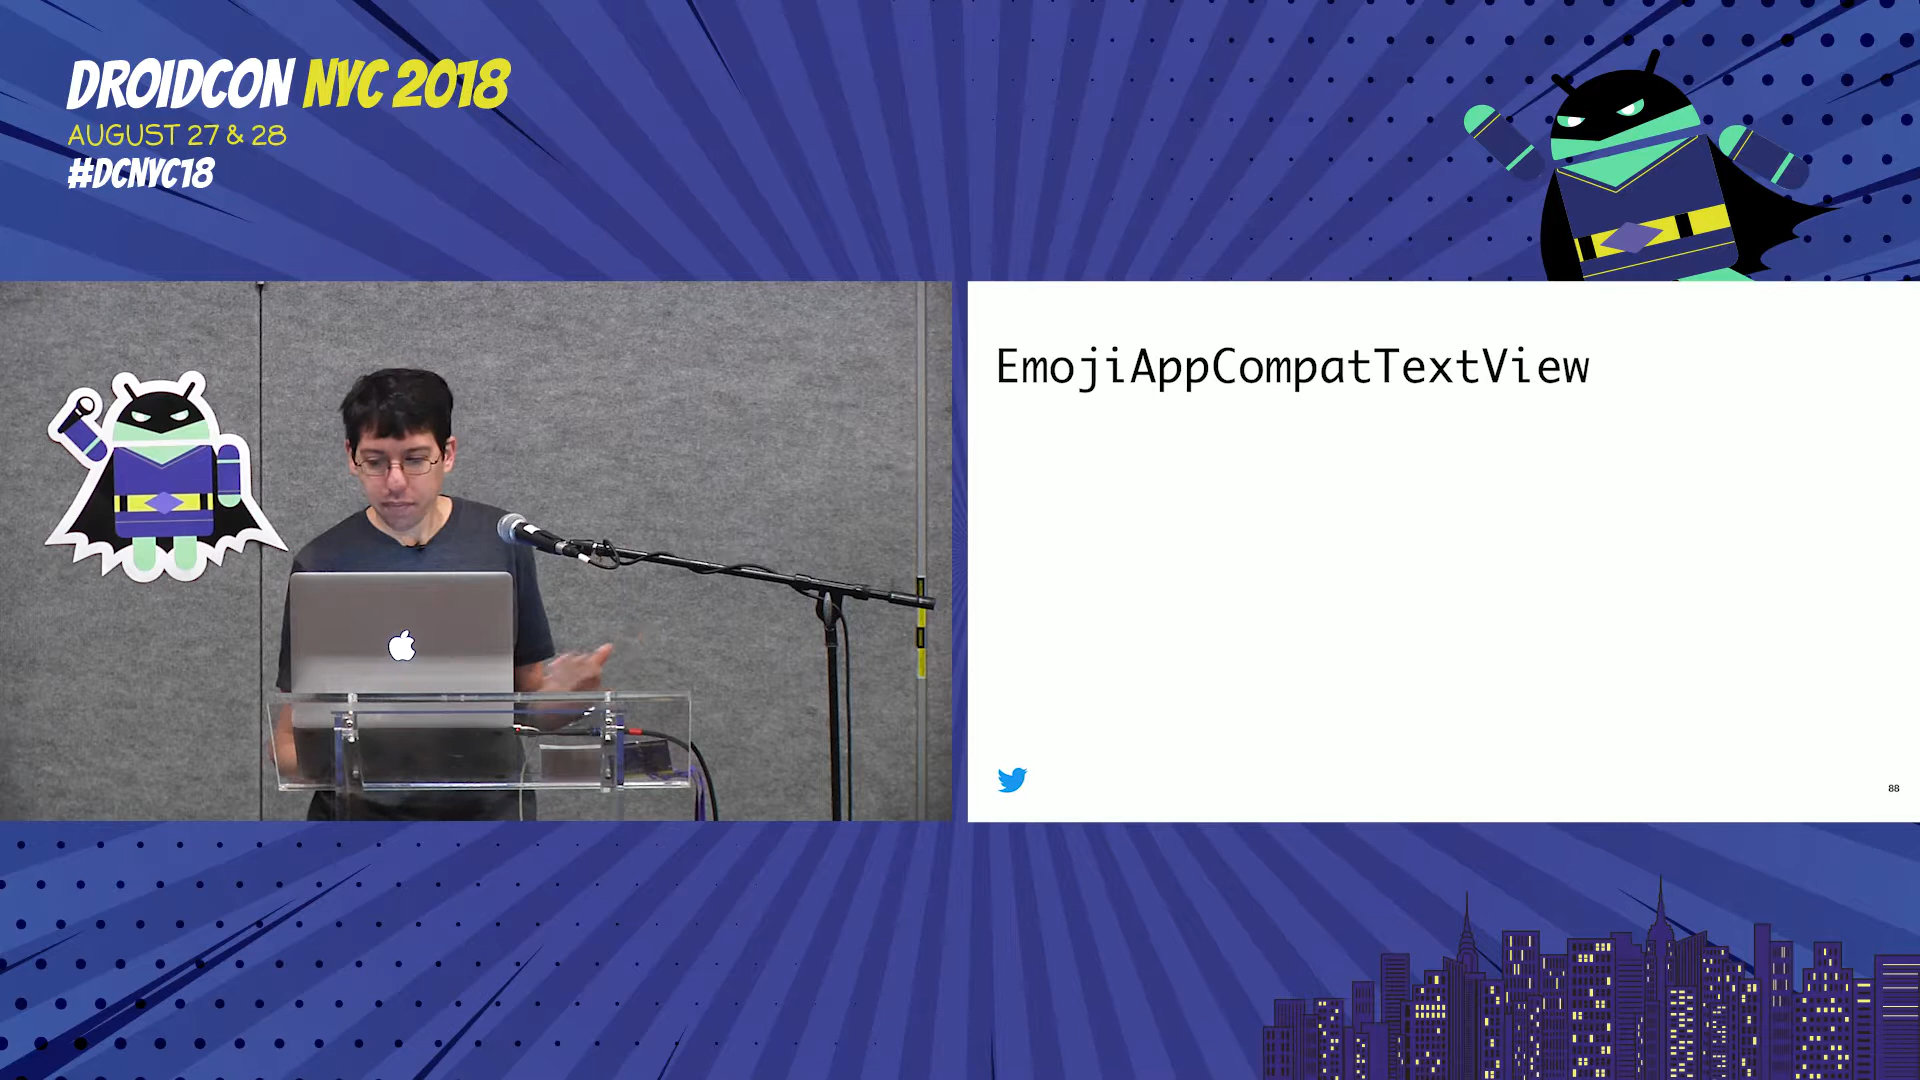 DROIDCON NYC 2018
AUGUST 27 & 28
#DCNYC18
EmojiAppCompatTextView
88